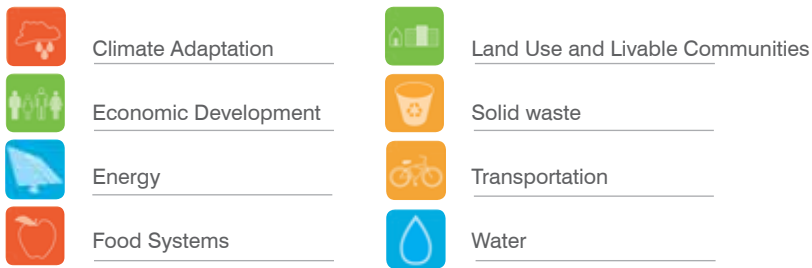 Climate Adaptation
Economic Development
Energy
Food Systems
Land Use and Livable Communities
Solid waste
Transportation
Water